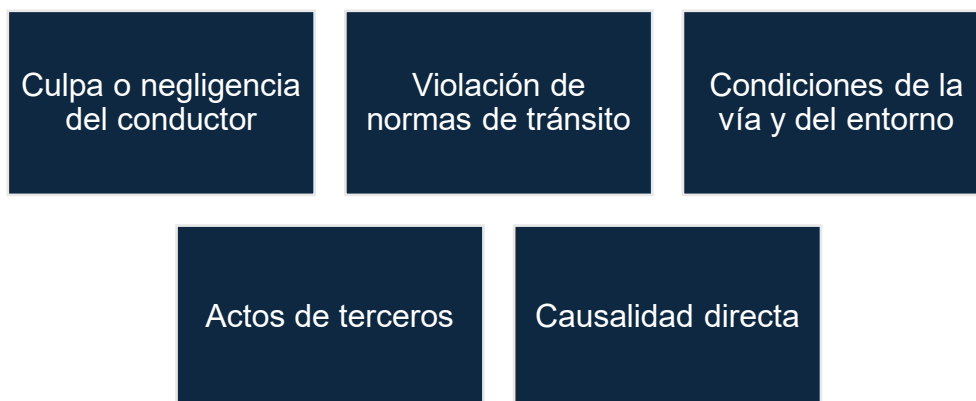 Culpa o negligencia
del conductor
Violación de
normas de tránsito
Condiciones de la
vía y del entorno
Actos de terceros
Causalidad directa